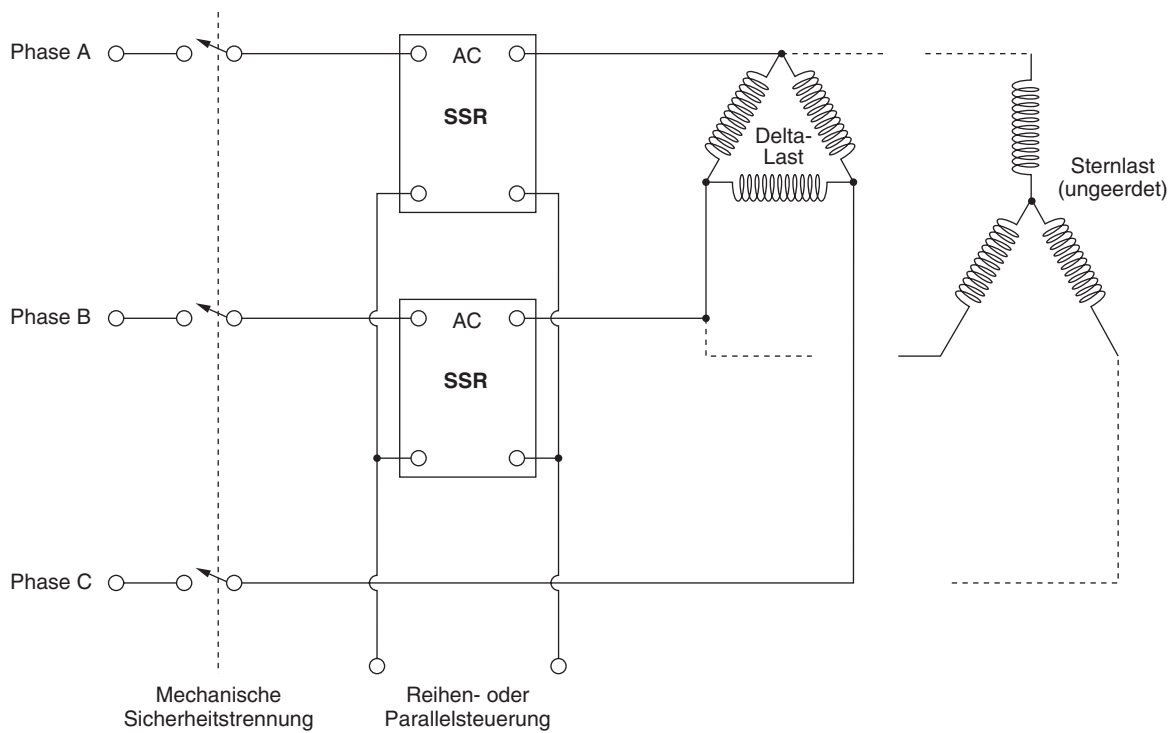 Phase A
AC
SSR
Delta-
Last
Sternlast
(ungeerdet)
Phase B
AC
SSR
Phase C
Mechanische
Sicherheitstrennung
Reihen- oder
Parallelsteuerung